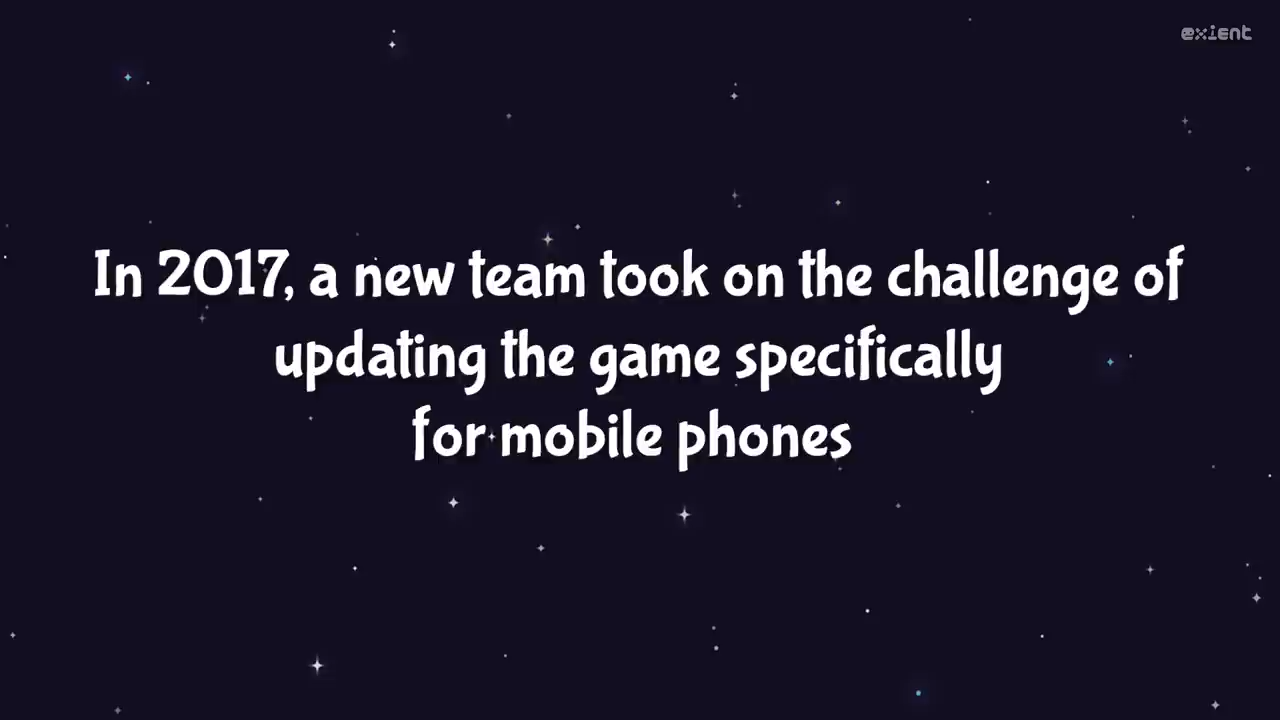 exient
In 2017, a new team took on the challenge of
updating the game specifically
for mobile phones